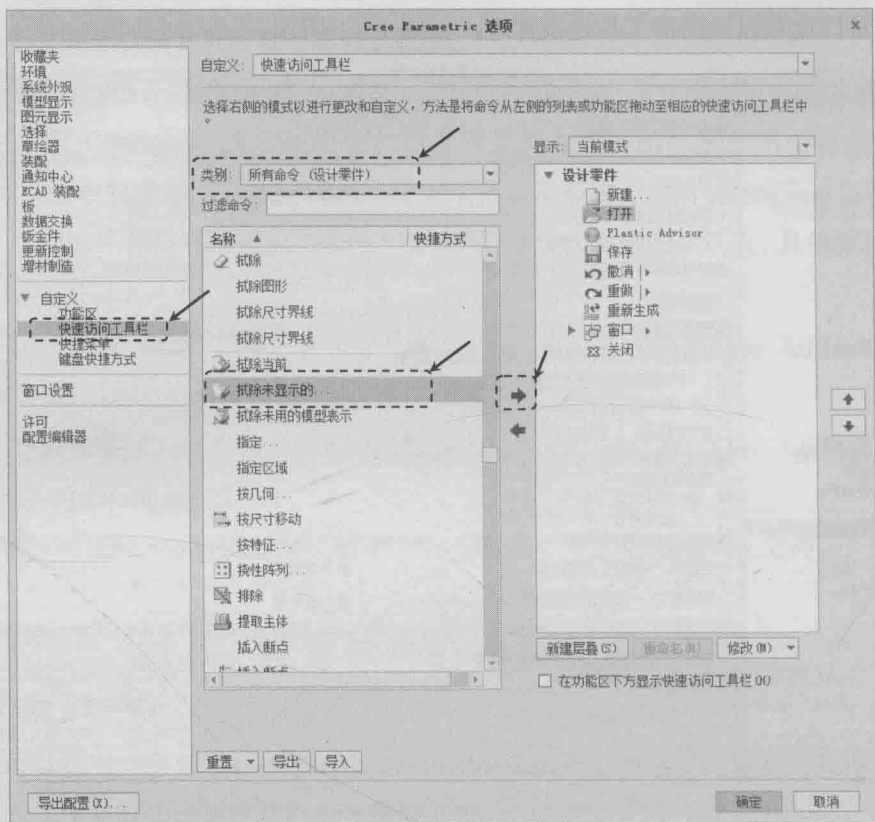 Creo Parametric 选项
×
收藏夹
环境
系统外观
模型显示
图元显示
选择
草绘器
装配
通知中心
ECAD 装配
板
数据交换
钣金件
更新控制
增材制造
自定义
功能区
快速访问工具栏
快捷菜单
键盘快捷方式
窗口设置
许可
配置编辑器
导出配置(X)...
自定义: 快速访问工具栏
选择右侧的模式以进行更改和自定义，方法是将命令从左侧的列表或功能区拖动至相应的快速访问工具栏中
。
类别: 所有命令 (设计零件)
过滤命令:
名称 快捷方式
拭除
拭除图形
拭除尺寸界线
拭除尺寸界线
拭除当前
拭除未显示的...
拭除未用的模型表示
指定...
指定区域
按几何...
按尺寸移动
按特征...
挠性阵列...
排除
提取主体
插入断点
插入断点
重置 导出 导入
显示: 当前模式
设计零件
新建...
打开
Plastic Advisor
保存
撤消
重做
重新生成
窗口
关闭
新建层叠(S) 重命名(R) 修改(M)
在功能区下方显示快速访问工具栏(H)
确定 取消